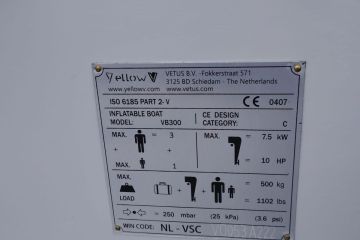 Yellow V VETUS B.V. -Fokkerstraat 571
www.yellowv.com 3125 BD Schiedam - The Netherlands
www.vetus.com
ISO 6185 PART 2- V CE 0407
INFLATABLE BOAT MODEL: VB300 CE DESIGN CATEGORY: C
MAX. = 3 MAX. = 7.5 kW
+ +
MAX. 1 = 10 HP
MAX. LOAD + + = 500 kg
= 1102 lbs
= 250 mbar (25 kPa) (3.6 psi)
WIN CODE: NL - VSC